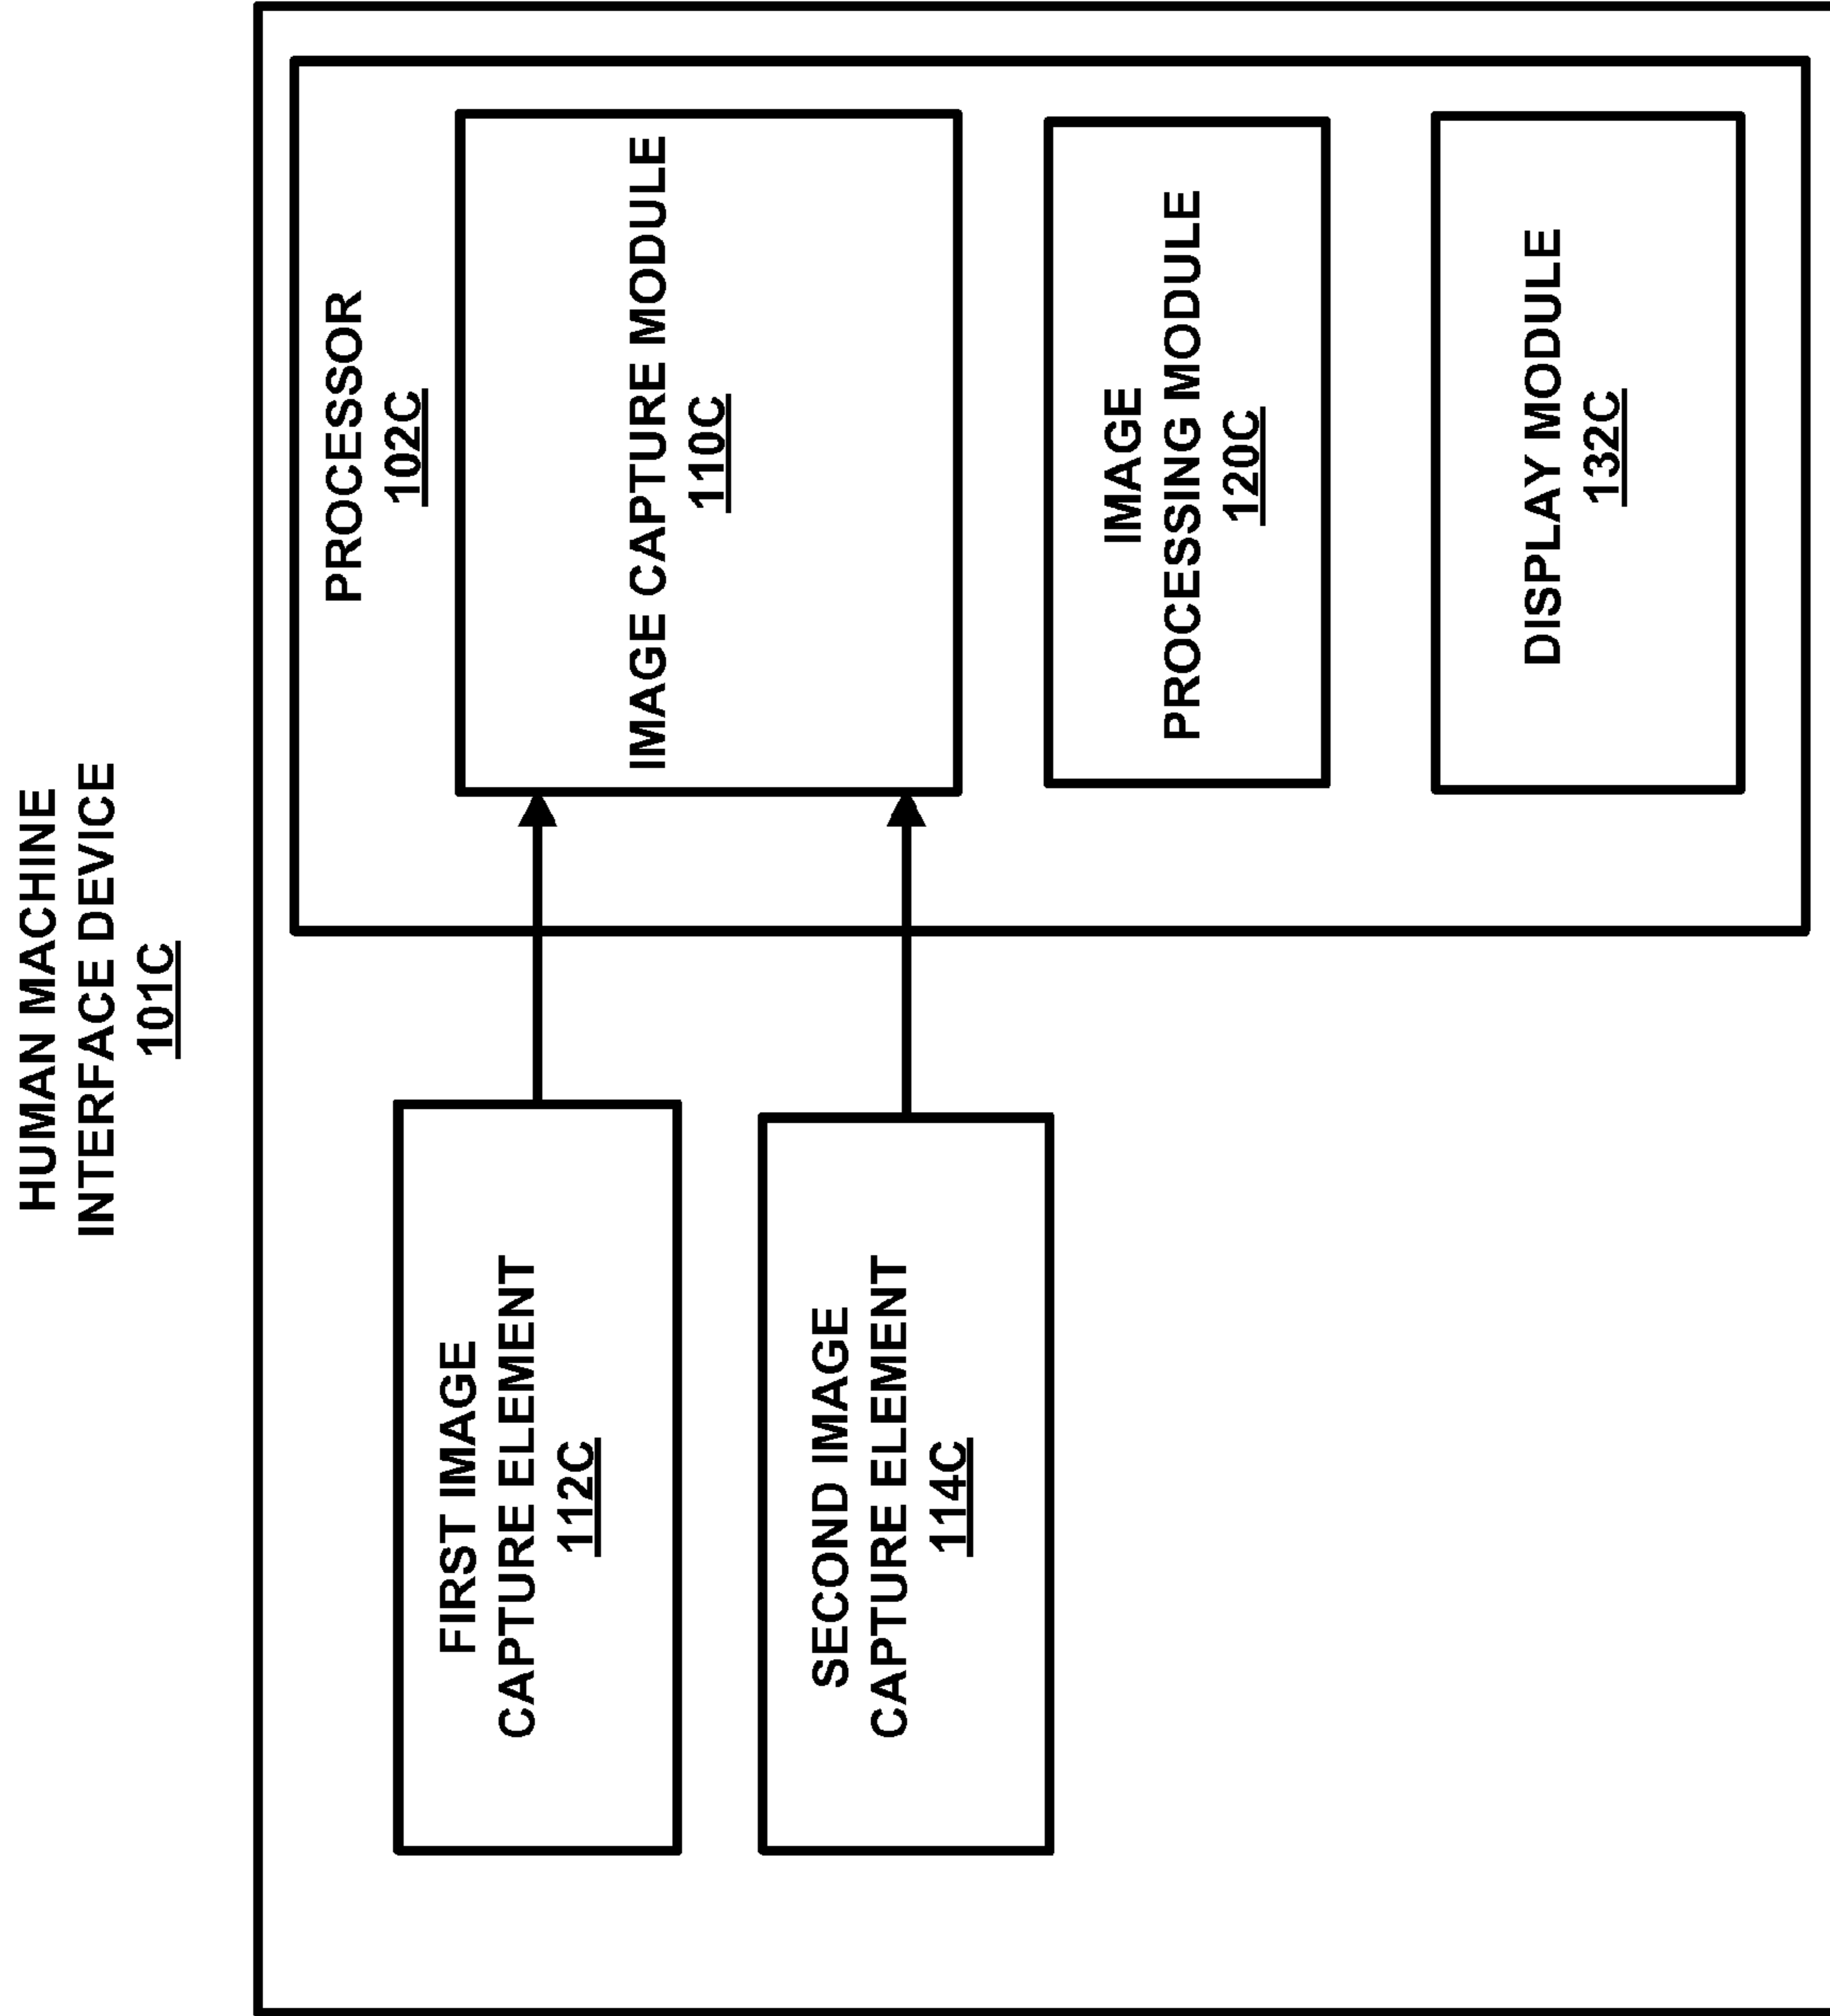 HUMAN MACHINE
INTERFACE DEVICE
101C
FIRST IMAGE
CAPTURE ELEMENT
112C
SECOND IMAGE
CAPTURE ELEMENT
114C
PROCESSOR
102C
IMAGE CAPTURE MODULE
110C
IMAGE
PROCESSING MODULE
120C
DISPLAY MODULE
132C